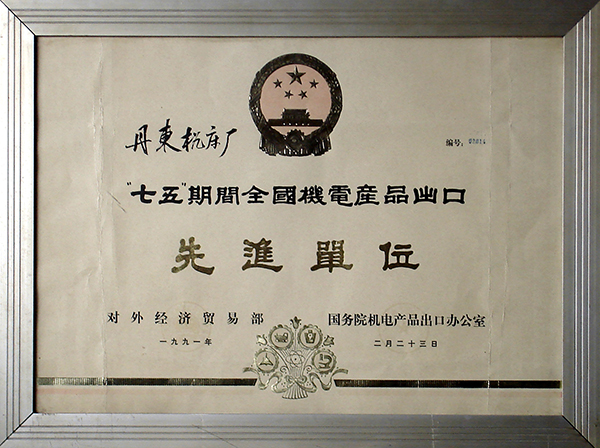 丹東机床厂
编号:
"七五"期間全國機電産品出口
先進單位
对外经济贸易部 国务院机电产品出口办公室
一九九一年 二月二十三日